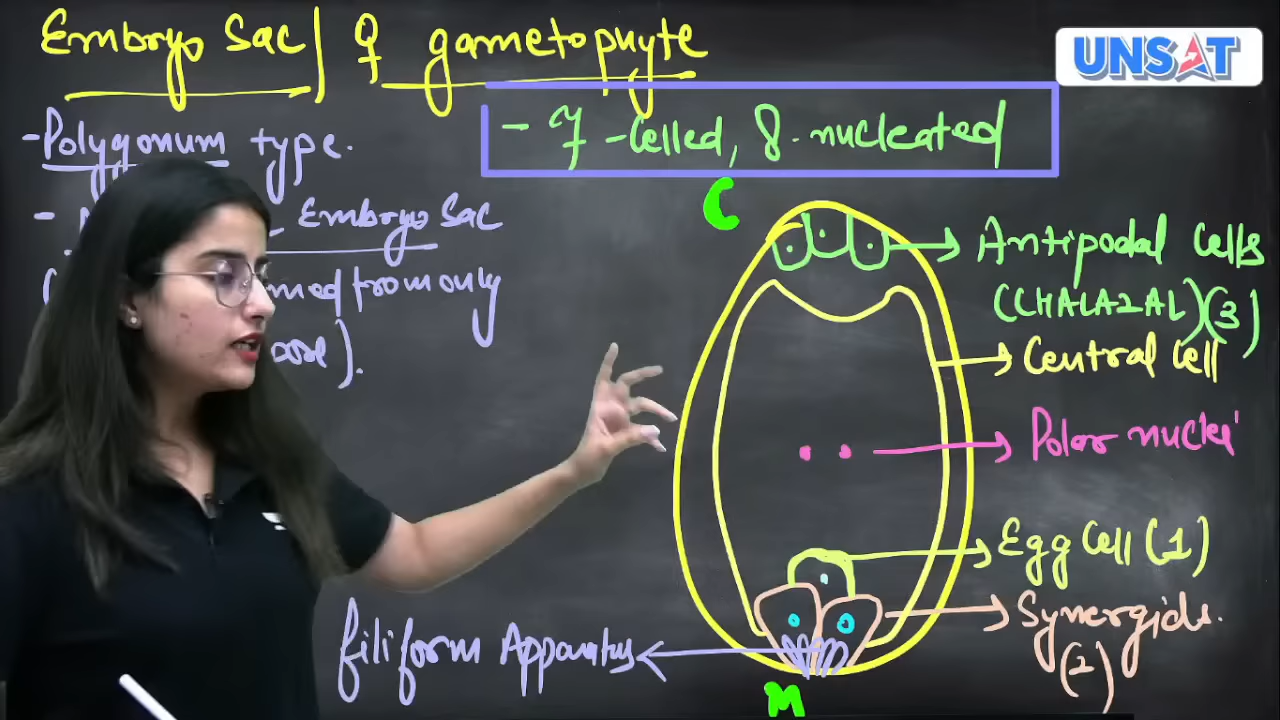 Embryo Sac | ♀ gametophyte
UNSAT
- 7 -Celled, 8-nucleated
- Polygonum type.
- Embryo Sac
from only
).
C
Antipodal cells
(CHALAZAL)(3)
Central cell
Polar nuclei
Egg Cell (1)
Synergids.
(2)
filiform Apparatus
M